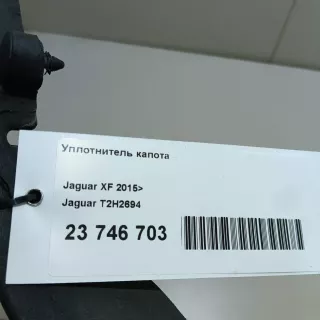 Уплотнитель капота
Jaguar XF 2015>
Jaguar T2H2694
23 746 703